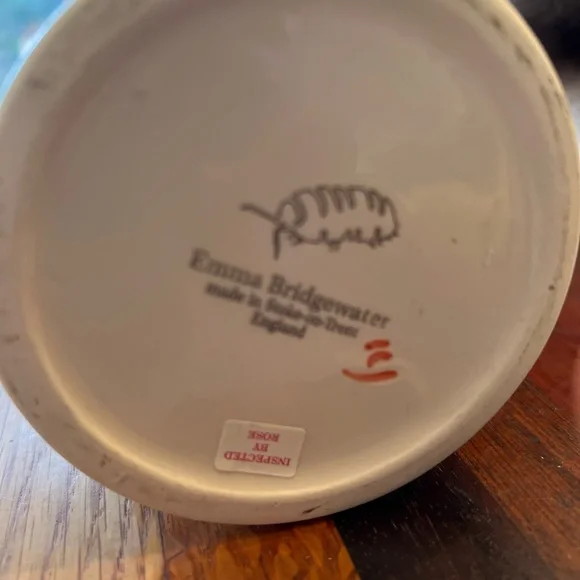 Emma Bridgewater
made in Stoke-on-Trent
England
INSPECTED
BY
ROSE